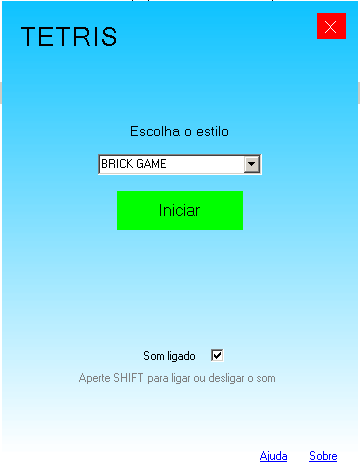 TETRIS
Escolha o estilo
BRICK GAME
Iniciar
Som ligado
Aperte SHIFT para ligar ou desligar o som
Ajuda Sobre